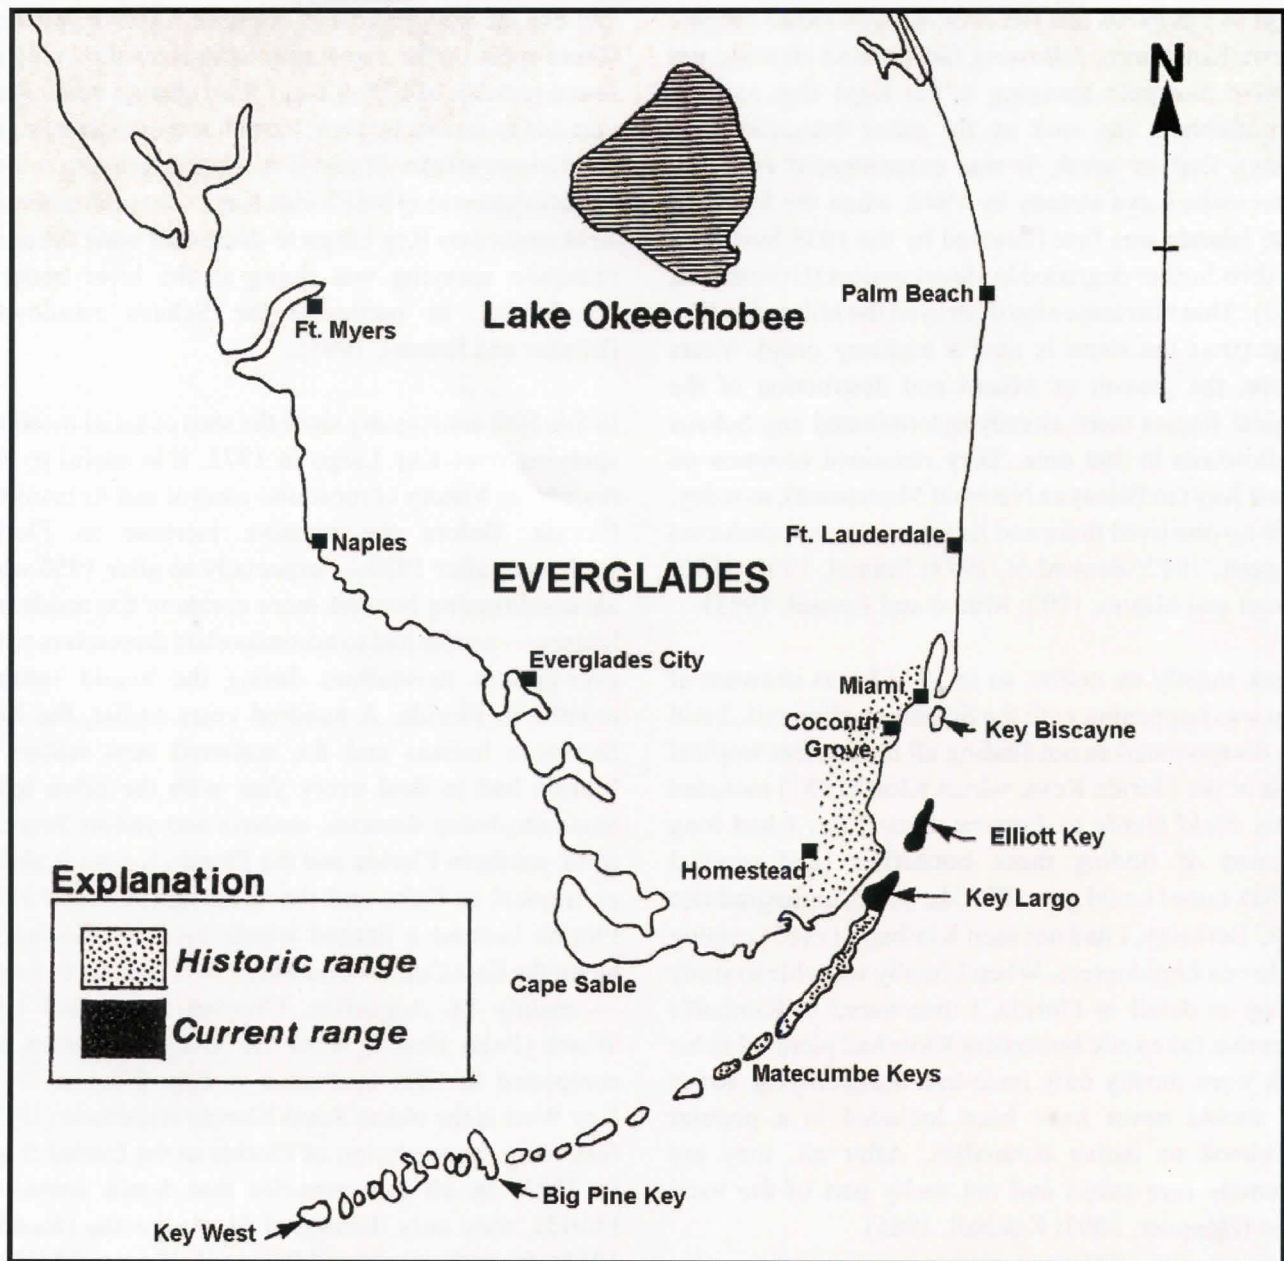 N
Lake Okeechobee
Palm Beach
Ft. Myers
Naples
Ft. Lauderdale
EVERGLADES
Everglades City
Miami
Coconut
Grove
Key Biscayne
Elliott Key
Homestead
Key Largo
Cape Sable
Matecumbe Keys
Big Pine Key
Key West
Explanation
Historic range
Current range